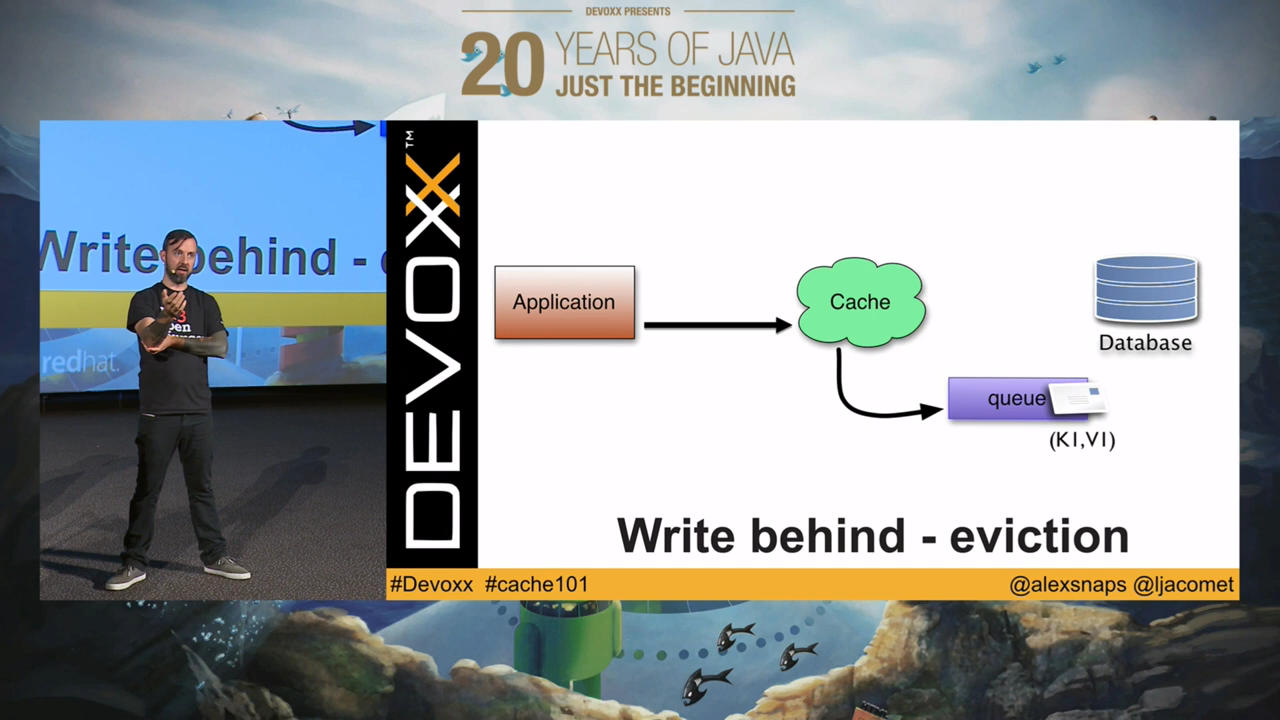 DEVOXX PRESENTS
20 YEARS OF JAVA
JUST THE BEGINNING
Write behind -
redhat.
DEVOXX™
Application
Cache
Database
queue
(K1,V1)
Write behind - eviction
#Devoxx #cache101
@alexsnaps @ljacomet